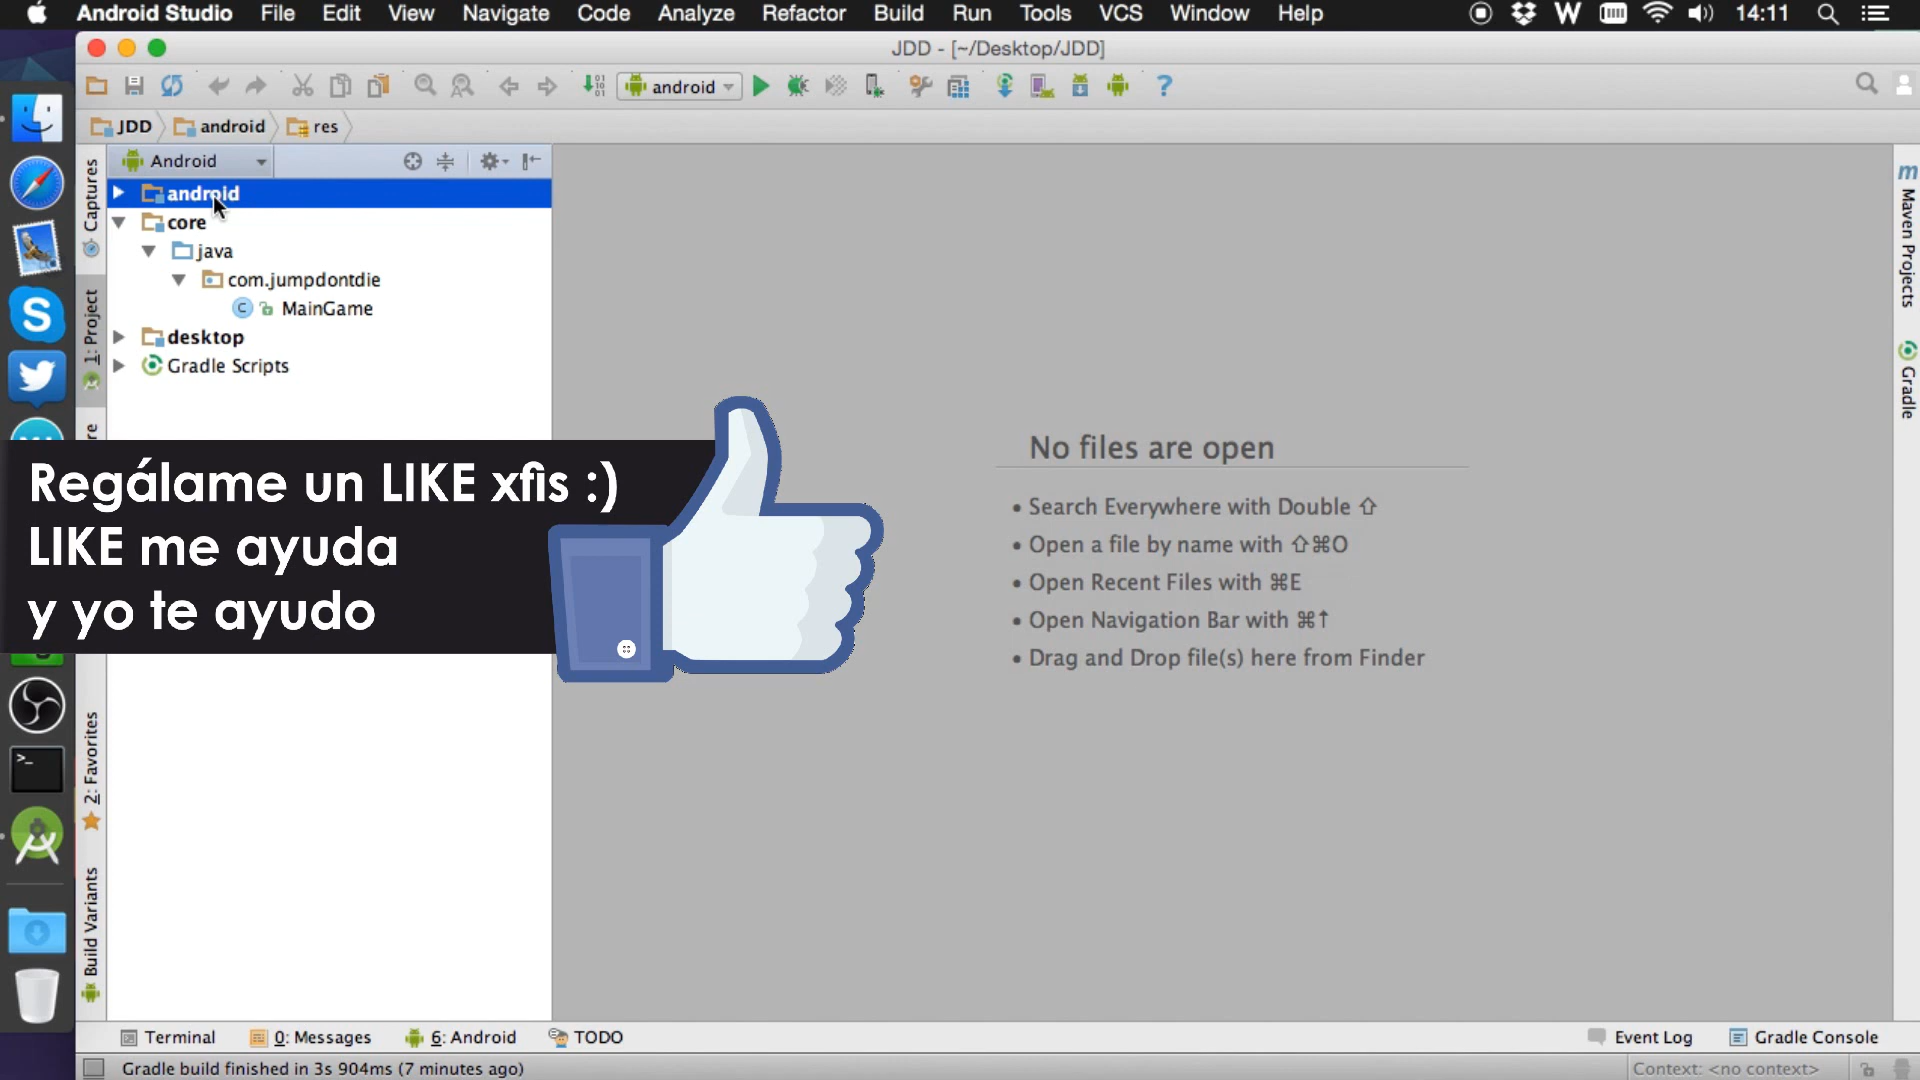 Android Studio File Edit View Navigate Code Analyze Refactor Build Run Tools VCS Window Help 14:11
JDD - [~/Desktop/JDD]
android
JDD android res
Android
android
core
java
com.jumpdontdie
MainGame
desktop
Gradle Scripts
Captures
1: Project
2: Favorites
Build Variants
Maven Projects
Gradle
Regálame un LIKE xfis :)
LIKE me ayuda
y yo te ayudo
No files are open
• Search Everywhere with Double ⇧
• Open a file by name with ⇧⌘O
• Open Recent Files with ⌘E
• Open Navigation Bar with ⌘↑
• Drag and Drop file(s) here from Finder
Terminal 0: Messages 6: Android TODO Event Log Gradle Console
Gradle build finished in 3s 904ms (7 minutes ago) Context: <no context>